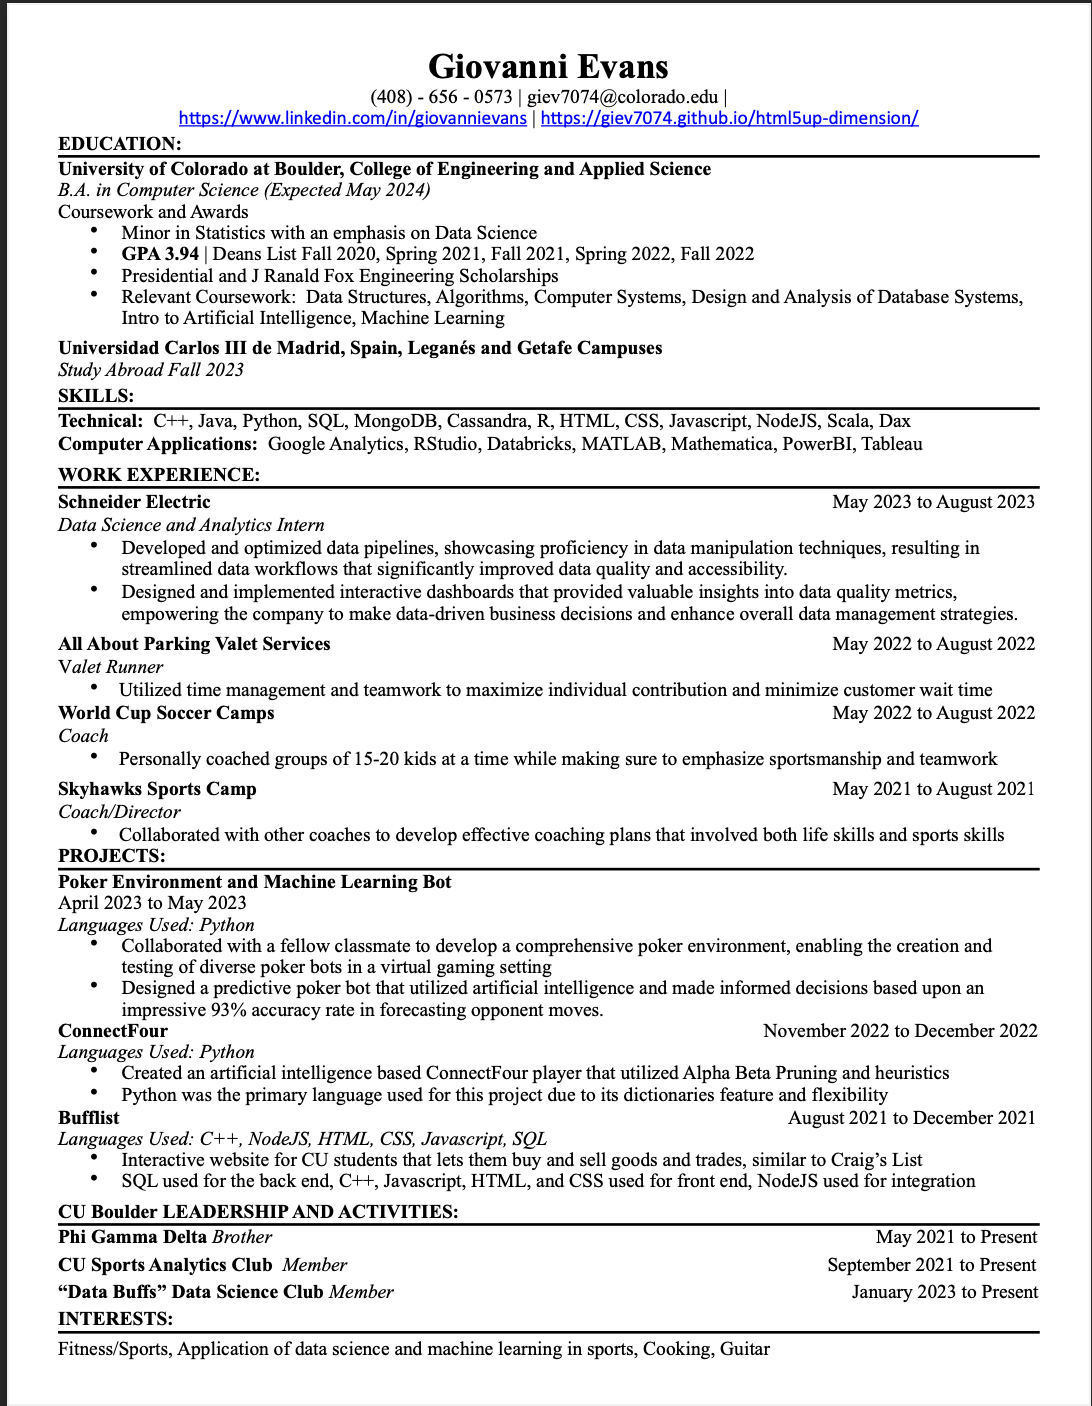 Giovanni Evans
(408) - 656 - 0573 | giev7074@colorado.edu |
https://www.linkedin.com/in/giovannievans | https://giev7074.github.io/html5up-dimension/
EDUCATION:
University of Colorado at Boulder, College of Engineering and Applied Science
B.A. in Computer Science (Expected May 2024)
Coursework and Awards
• Minor in Statistics with an emphasis on Data Science
• GPA 3.94 | Deans List Fall 2020, Spring 2021, Fall 2021, Spring 2022, Fall 2022
• Presidential and J Ranald Fox Engineering Scholarships
• Relevant Coursework: Data Structures, Algorithms, Computer Systems, Design and Analysis of Database Systems,
Intro to Artificial Intelligence, Machine Learning
Universidad Carlos III de Madrid, Spain, Leganés and Getafe Campuses
Study Abroad Fall 2023
SKILLS:
Technical: C++, Java, Python, SQL, MongoDB, Cassandra, R, HTML, CSS, Javascript, NodeJS, Scala, Dax
Computer Applications: Google Analytics, RStudio, Databricks, MATLAB, Mathematica, PowerBI, Tableau
WORK EXPERIENCE:
Schneider Electric May 2023 to August 2023
Data Science and Analytics Intern
• Developed and optimized data pipelines, showcasing proficiency in data manipulation techniques, resulting in
streamlined data workflows that significantly improved data quality and accessibility.
• Designed and implemented interactive dashboards that provided valuable insights into data quality metrics,
empowering the company to make data-driven business decisions and enhance overall data management strategies.
All About Parking Valet Services May 2022 to August 2022
Valet Runner
• Utilized time management and teamwork to maximize individual contribution and minimize customer wait time
World Cup Soccer Camps May 2022 to August 2022
Coach
• Personally coached groups of 15-20 kids at a time while making sure to emphasize sportsmanship and teamwork
Skyhawks Sports Camp May 2021 to August 2021
Coach/Director
• Collaborated with other coaches to develop effective coaching plans that involved both life skills and sports skills
PROJECTS:
Poker Environment and Machine Learning Bot
April 2023 to May 2023
Languages Used: Python
• Collaborated with a fellow classmate to develop a comprehensive poker environment, enabling the creation and
testing of diverse poker bots in a virtual gaming setting
• Designed a predictive poker bot that utilized artificial intelligence and made informed decisions based upon an
impressive 93% accuracy rate in forecasting opponent moves.
ConnectFour November 2022 to December 2022
Languages Used: Python
• Created an artificial intelligence based ConnectFour player that utilized Alpha Beta Pruning and heuristics
• Python was the primary language used for this project due to its dictionaries feature and flexibility
Bufflist August 2021 to December 2021
Languages Used: C++, NodeJS, HTML, CSS, Javascript, SQL
• Interactive website for CU students that lets them buy and sell goods and trades, similar to Craig’s List
• SQL used for the back end, C++, Javascript, HTML, and CSS used for front end, NodeJS used for integration
CU Boulder LEADERSHIP AND ACTIVITIES:
Phi Gamma Delta Brother May 2021 to Present
CU Sports Analytics Club Member September 2021 to Present
“Data Buffs” Data Science Club Member January 2023 to Present
INTERESTS:
Fitness/Sports, Application of data science and machine learning in sports, Cooking, Guitar